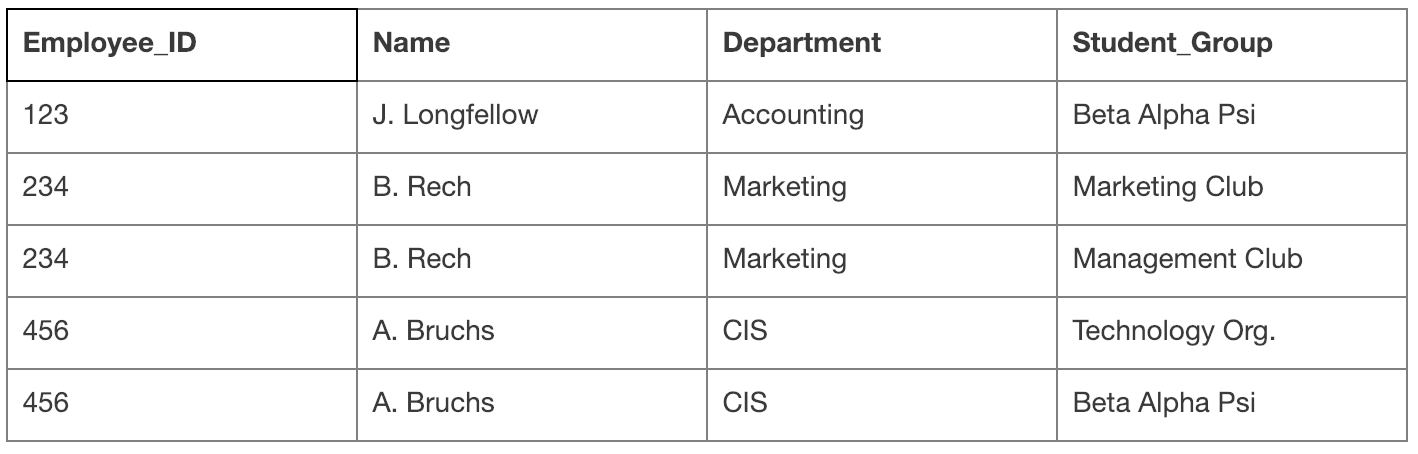 Employee_ID Name Department Student_Group
123 J. Longfellow Accounting Beta Alpha Psi
234 B. Rech Marketing Marketing Club
234 B. Rech Marketing Management Club
456 A. Bruchs CIS Technology Org.
456 A. Bruchs CIS Beta Alpha Psi